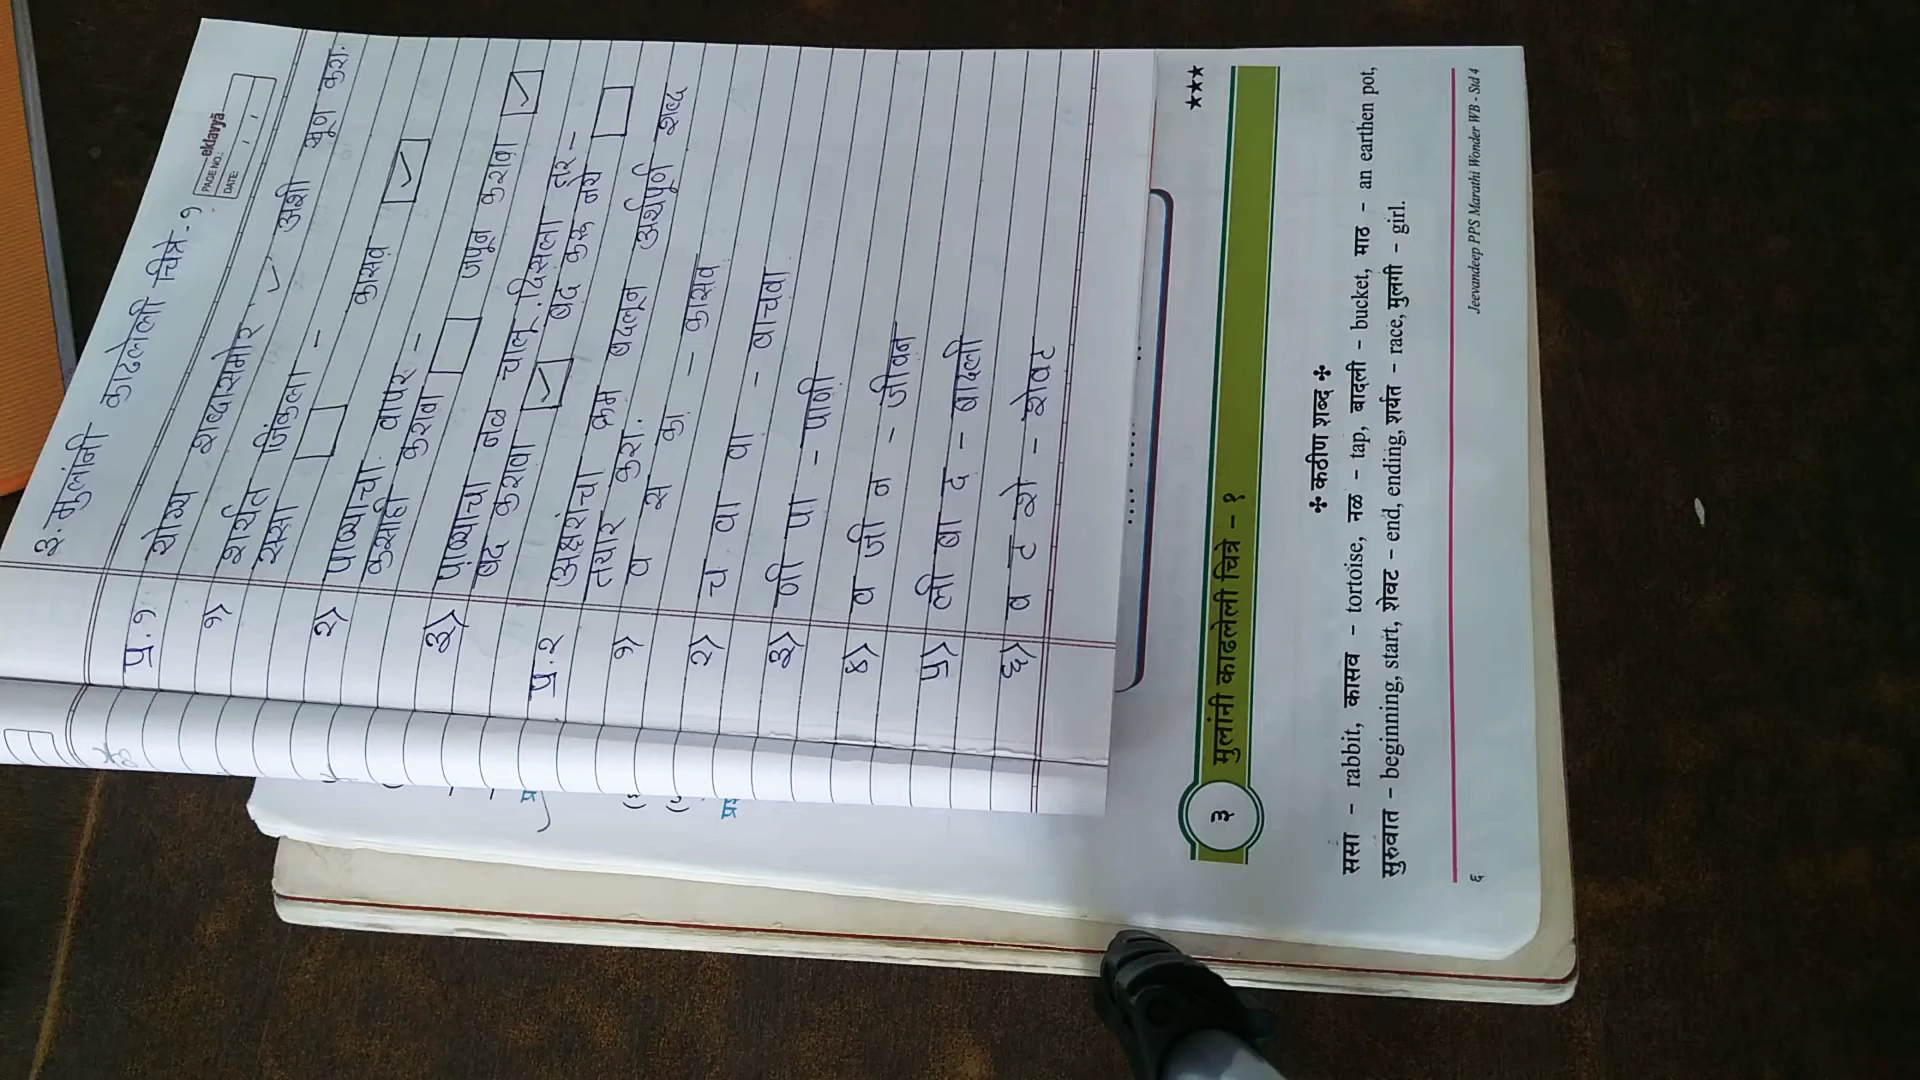 eklavya
PAGE NO.:
DATE:
३. मुलांनी काढलेली चित्रे - १
प्र.१ योग्य शब्दासमोर ✓ अशी खूण करा.
१) शर्यत जिंकला -
ससा कासव ✓
२) पाण्याचा वापर -
कसाही करावा जपून करावा ✓
३) पाण्याचा नळ चालू दिसला तर -
बंद करावा ✓ बंद करू नये
प्र.२ अक्षरांचा क्रम बदलून अर्थपूर्ण शब्द
तयार करा.
१) व स का - कासव
२) च वा वा - वाचवा
३) णी पा - पाणी
४) व जी न - जीवन
५) ली बा द - बादली
६) व ट शे - शेवट
★★★
३ मुलांनी काढलेली चित्रे - १
✣ कठीण शब्द ✣
ससा - rabbit, कासव - tortoise, नळ - tap, बादली - bucket, माठ - an earthen pot,
सुरुवात - beginning, start, शेवट - end, ending, शर्यत - race, मुलगी - girl.
६ Jeevandeep PPS Marathi Wonder WB - Std 4